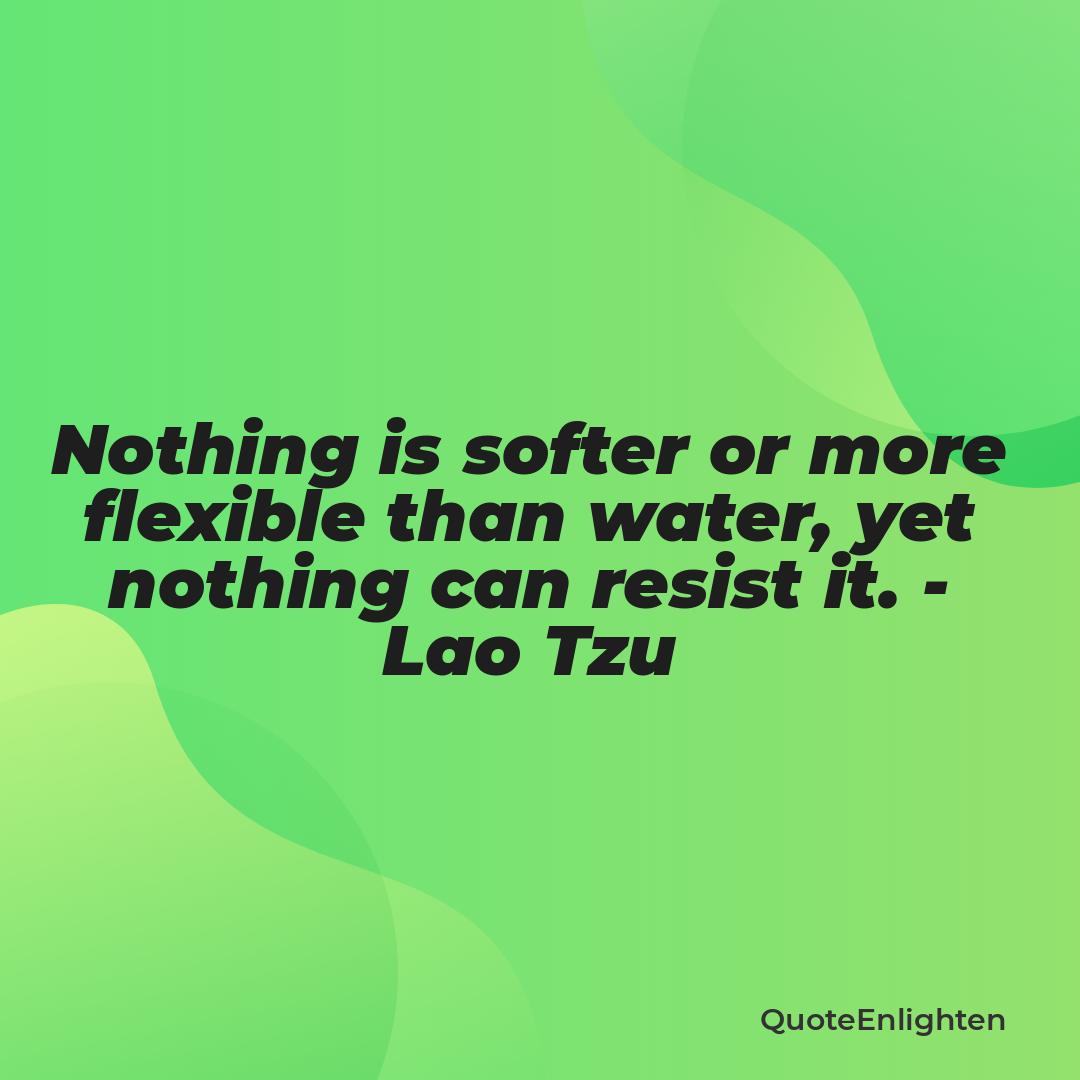 Nothing is softer or more
flexible than water, yet
nothing can resist it. -
Lao Tzu
QuoteEnlighten